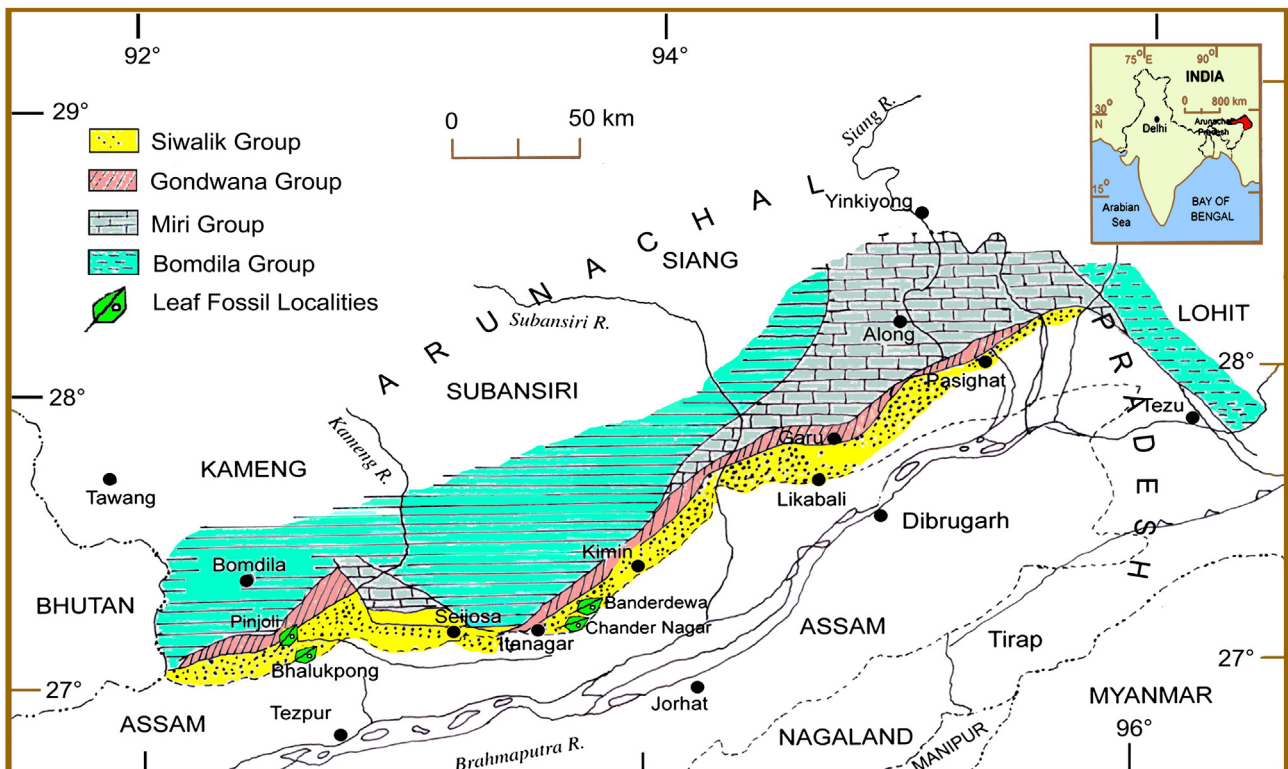 92°
94°
29°
Siwalik Group
Gondwana Group
Miri Group
Bomdila Group
Leaf Fossil Localities
0 50 km
75° E
90°
INDIA
0 800 km
30°
N
Delhi
Arunachal
Pradesh
15°
Arabian
Sea
BAY OF
BENGAL
Siang R.
Yinkiyong
ARUNACHAL
SIANG
Subansiri R.
SUBANSIRI
Along
LOHIT
PRADESH
28°
28°
Pasighat
Tezu
Kameng R.
KAMENG
Garu
Tawang
Likabali
Dibrugarh
Bomdila
Kimin
BHUTAN
Pinjoli
Seijosa
Banderdewa
Chander Nagar
ASSAM
Itanagar
Tirap
Bhalukpong
27°
27°
ASSAM
Tezpur
Jorhat
MYANMAR
96°
NAGALAND
MANIPUR
Brahmaputra R.